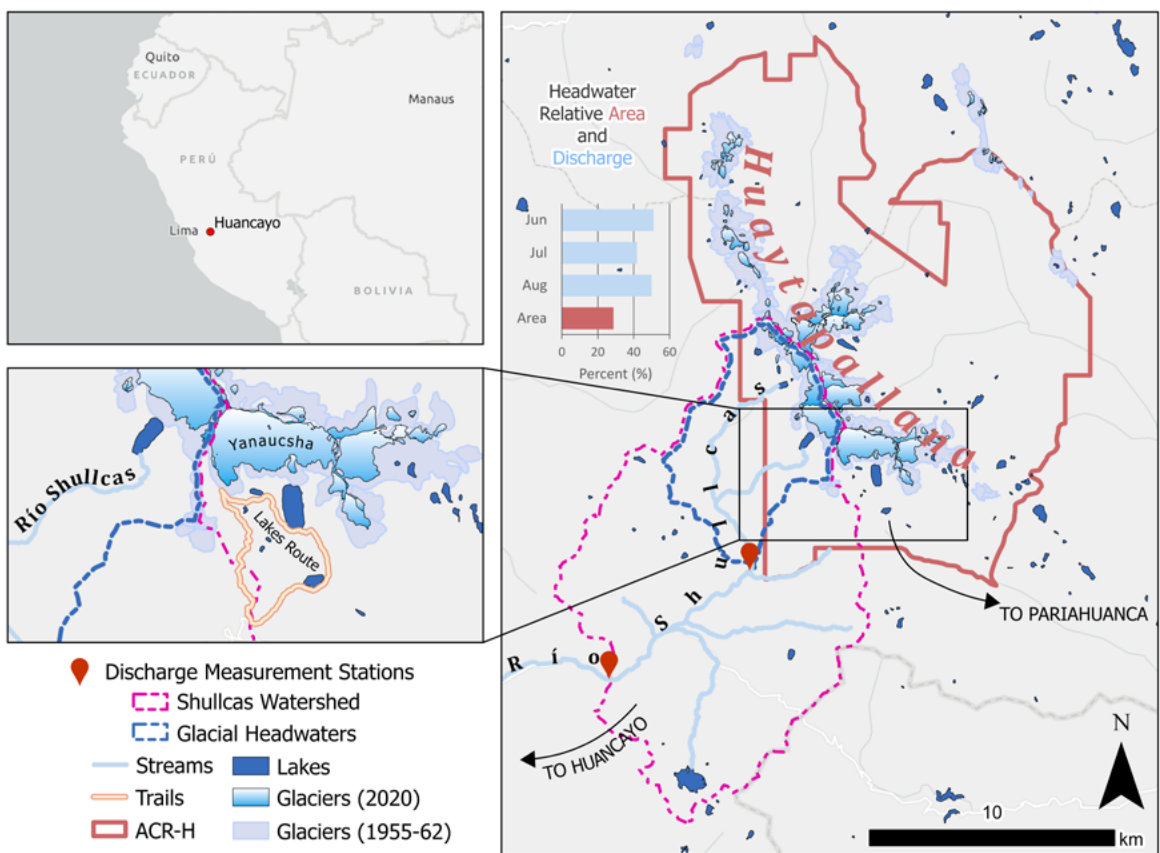 Quito
ECUADOR
Manaus
PERÚ
Lima
Huancayo
BOLIVIA
Headwater
Relative Area
and
Discharge
Jun
Jul
Aug
Area
0 20 40 60
Percent (%)
Huaytapallana
Río Shullcas
TO PARIAHUANCA
TO HUANCAYO
N
10
km
Yanaucsha
Río Shullcas
Lakes Route
Discharge Measurement Stations
Shullcas Watershed
Glacial Headwaters
Streams
Lakes
Trails
Glaciers (2020)
ACR-H
Glaciers (1955-62)